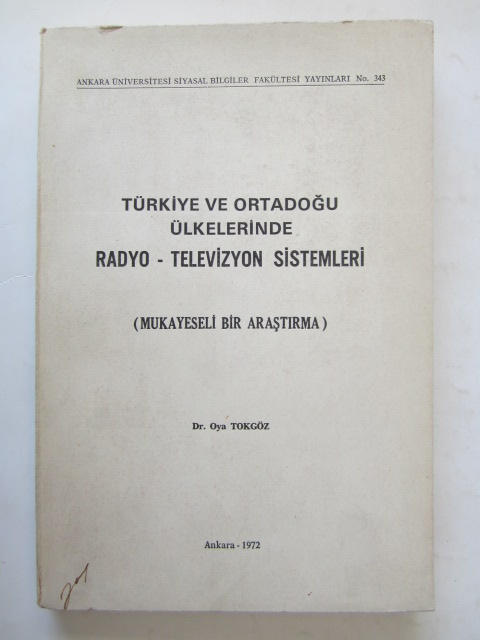 ANKARA ÜNİVERSİTESİ SİYASAL BİLGİLER FAKÜLTESİ YAYINLARI No. 343
TÜRKİYE VE ORTADOĞU
ÜLKELERİNDE
RADYO - TELEVİZYON SİSTEMLERİ
(MUKAYESELİ BİR ARAŞTIRMA)
Dr. Oya TOKGÖZ
Ankara - 1972